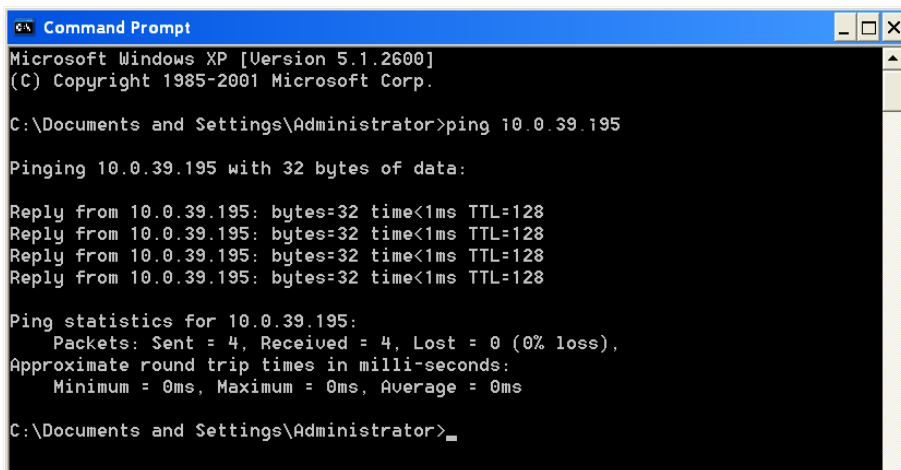 Command Prompt
Microsoft Windows XP [Version 5.1.2600]
(C) Copyright 1985-2001 Microsoft Corp.
C:\Documents and Settings\Administrator>ping 10.0.39.195
Pinging 10.0.39.195 with 32 bytes of data:
Reply from 10.0.39.195: bytes=32 time<1ms TTL=128
Reply from 10.0.39.195: bytes=32 time<1ms TTL=128
Reply from 10.0.39.195: bytes=32 time<1ms TTL=128
Reply from 10.0.39.195: bytes=32 time<1ms TTL=128
Ping statistics for 10.0.39.195:
Packets: Sent = 4, Received = 4, Lost = 0 (0% loss),
Approximate round trip times in milli-seconds:
Minimum = 0ms, Maximum = 0ms, Average = 0ms
C:\Documents and Settings\Administrator>_